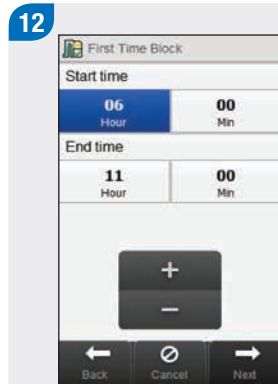 12
First Time Block
Start time
06 00
Hour Min
End time
11 00
Hour Min
+
−
Back Cancel Next